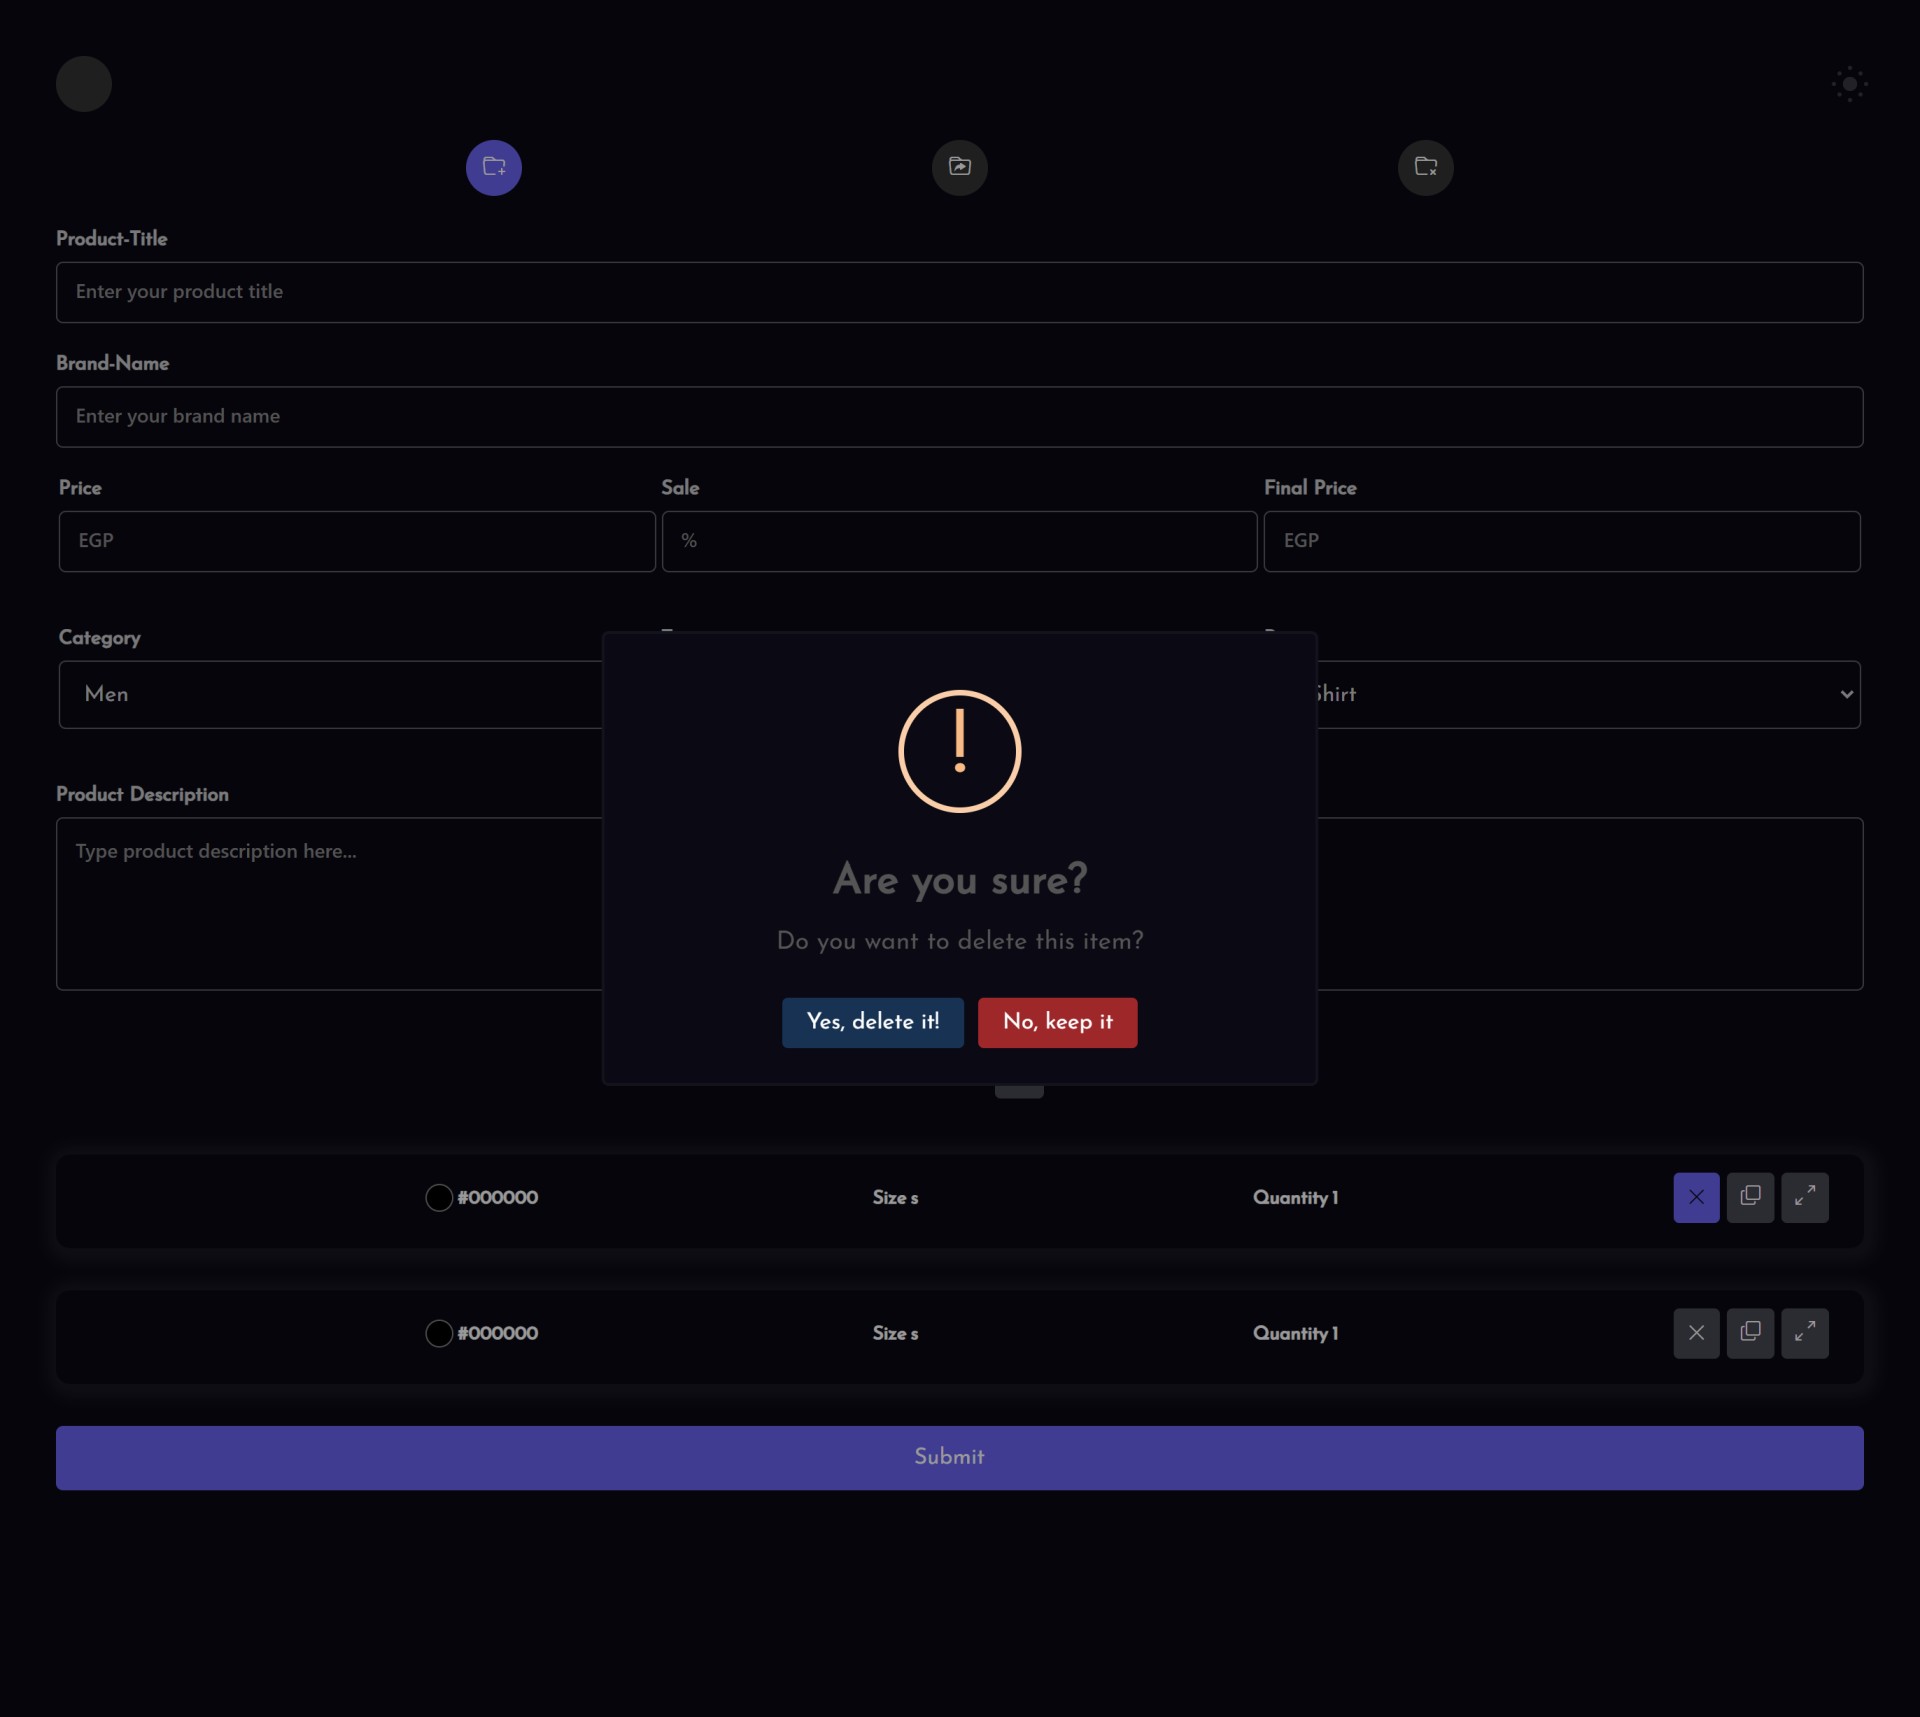 Product-Title
Enter your product title
Brand-Name
Enter your brand name
Price Sale Final Price
EGP % EGP
Category
Men Shirt
Product Description
Type product description here...
Are you sure?
Do you want to delete this item?
Yes, delete it! No, keep it
#000000 Size s Quantity 1
#000000 Size s Quantity 1
Submit